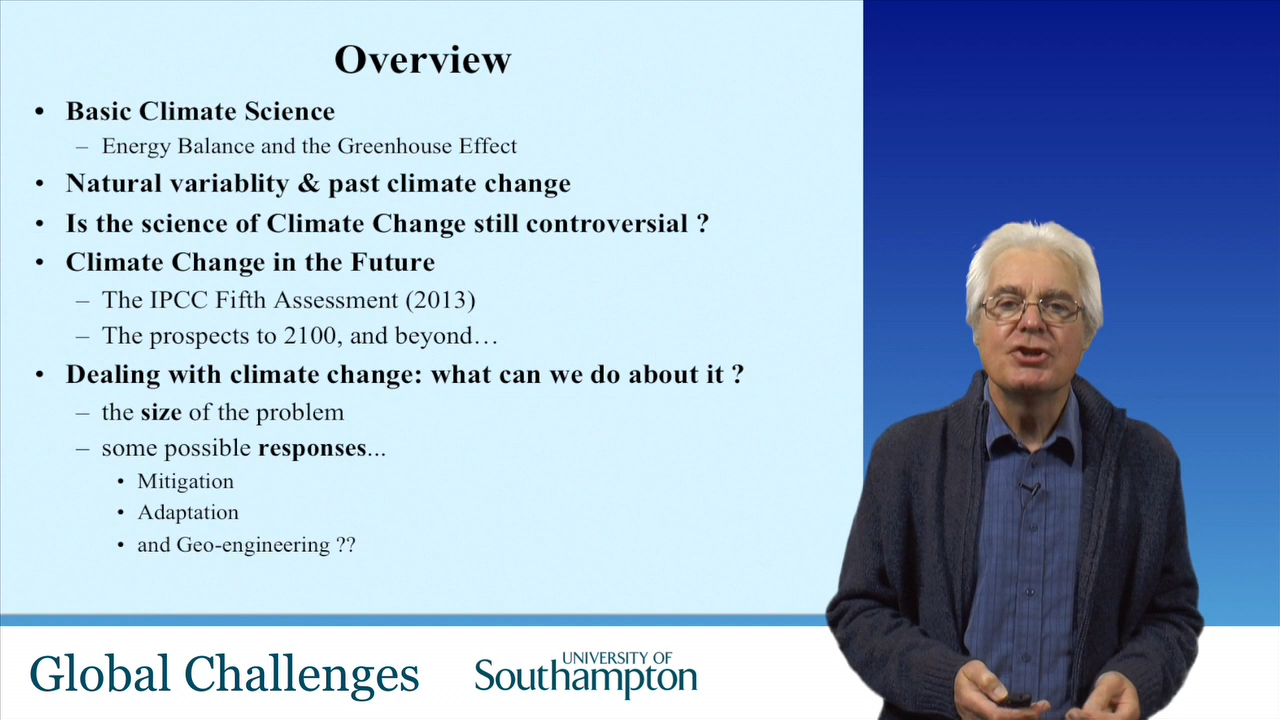 Overview
• Basic Climate Science
– Energy Balance and the Greenhouse Effect
• Natural variablity & past climate change
• Is the science of Climate Change still controversial ?
• Climate Change in the Future
– The IPCC Fifth Assessment (2013)
– The prospects to 2100, and beyond…
• Dealing with climate change: what can we do about it ?
– the size of the problem
– some possible responses...
• Mitigation
• Adaptation
• and Geo-engineering ??
Global Challenges
UNIVERSITY OF
Southampton